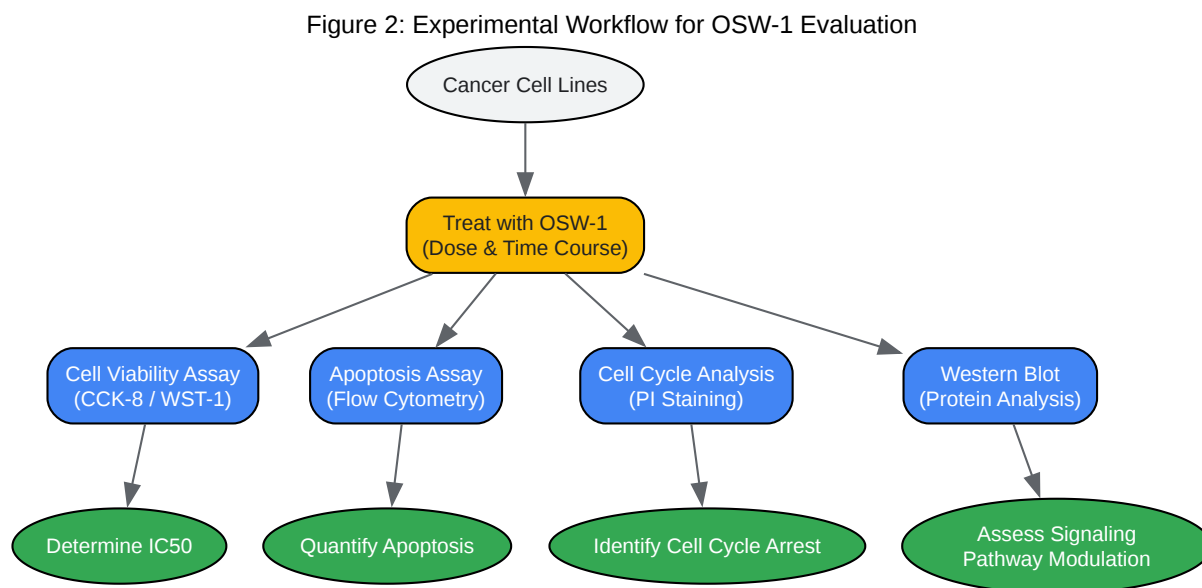 Figure 2: Experimental Workflow for OSW-1 Evaluation
Cancer Cell Lines
Treat with OSW-1
(Dose & Time Course)
Cell Viability Assay
(CCK-8 / WST-1)
Apoptosis Assay
(Flow Cytometry)
Cell Cycle Analysis
(PI Staining)
Western Blot
(Protein Analysis)
Determine IC50
Quantify Apoptosis
Identify Cell Cycle Arrest
Assess Signaling
Pathway Modulation